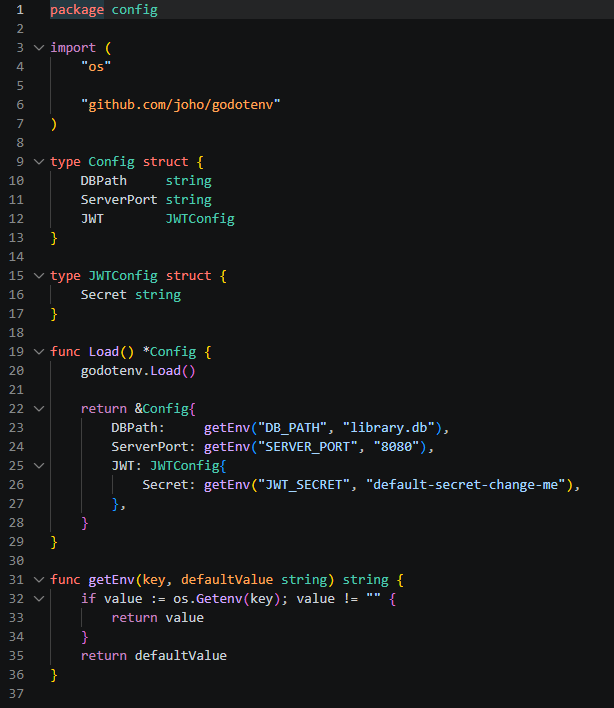 1 package config
2
3 import (
4     "os"
5
6     "github.com/joho/godotenv"
7 )
8
9 type Config struct {
10     DBPath     string
11     ServerPort string
12     JWT        JWTConfig
13 }
14
15 type JWTConfig struct {
16     Secret string
17 }
18
19 func Load() *Config {
20     godotenv.Load()
21
22     return &Config{
23         DBPath:     getEnv("DB_PATH", "library.db"),
24         ServerPort: getEnv("SERVER_PORT", "8080"),
25         JWT: JWTConfig{
26             Secret: getEnv("JWT_SECRET", "default-secret-change-me"),
27         },
28     }
29 }
30
31 func getEnv(key, defaultValue string) string {
32     if value := os.Getenv(key); value != "" {
33         return value
34     }
35     return defaultValue
36 }
37